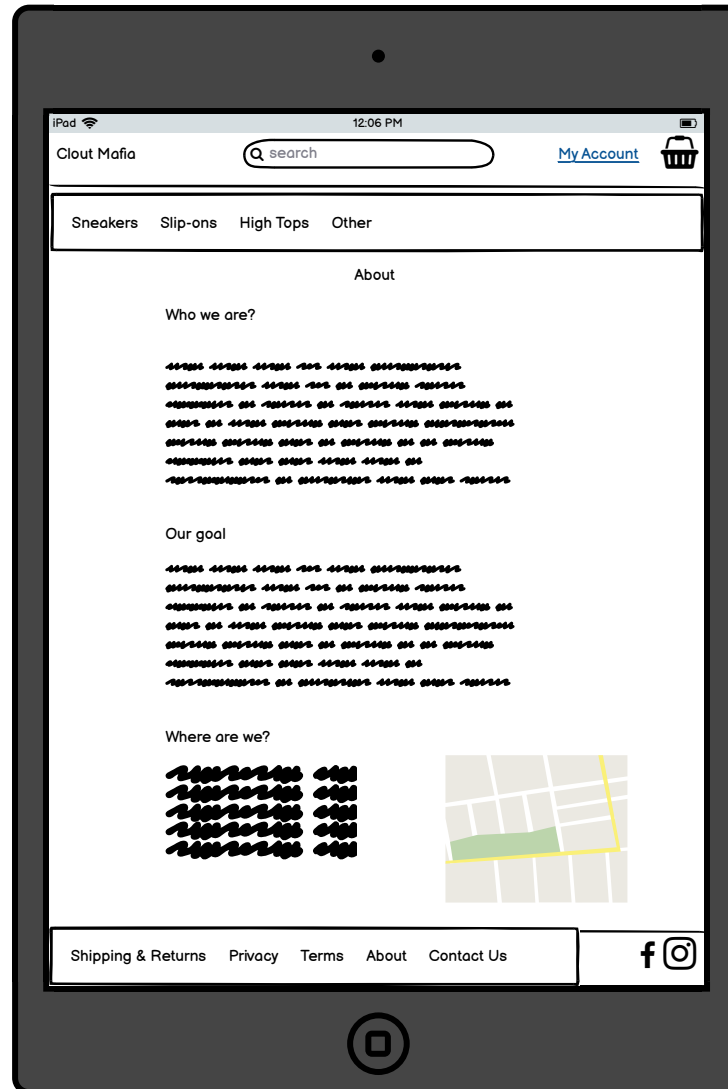 iPad 12:06 PM
Clout Mafia search My Account
Sneakers Slip-ons High Tops Other
About
Who we are?
Our goal
Where are we?
Shipping & Returns Privacy Terms About Contact Us